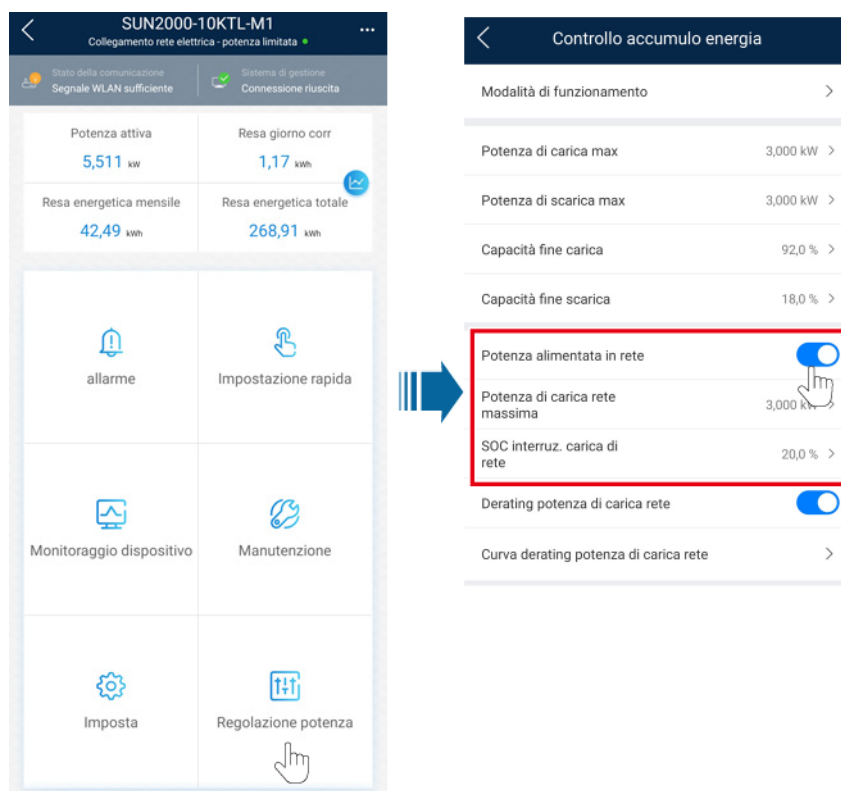 SUN2000-10KTL-M1
Collegamento rete elettrica - potenza limitata
Stato della comunicazione
Segnale WLAN sufficiente
Sistema di gestione
Connessione riuscita
Potenza attiva
5,511 kW
Resa giorno corr
1,17 kWh
Resa energetica mensile
42,49 kWh
Resa energetica totale
268,91 kWh
allarme
Impostazione rapida
Monitoraggio dispositivo
Manutenzione
Imposta
Regolazione potenza
Controllo accumulo energia
Modalità di funzionamento
Potenza di carica max 3,000 kW
Potenza di scarica max 3,000 kW
Capacità fine carica 92,0 %
Capacità fine scarica 18,0 %
Potenza alimentata in rete
Potenza di carica rete
massima 3,000 kW
SOC interruz. carica di
rete 20,0 %
Derating potenza di carica rete
Curva derating potenza di carica rete